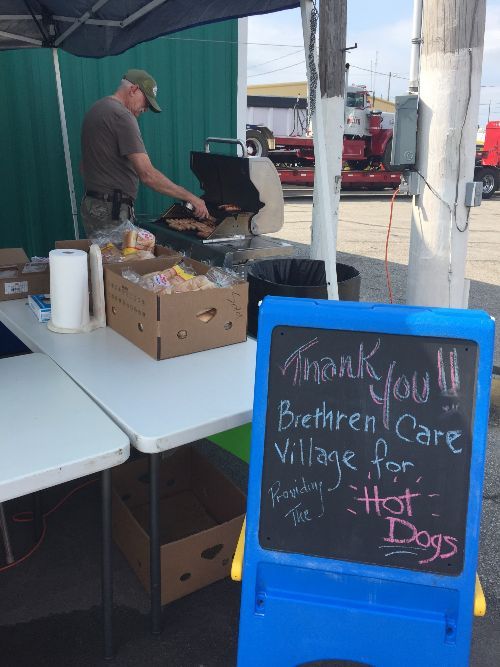 Thank
You!!
Brethren Care
Village for
Providing
The
Hot
Dogs